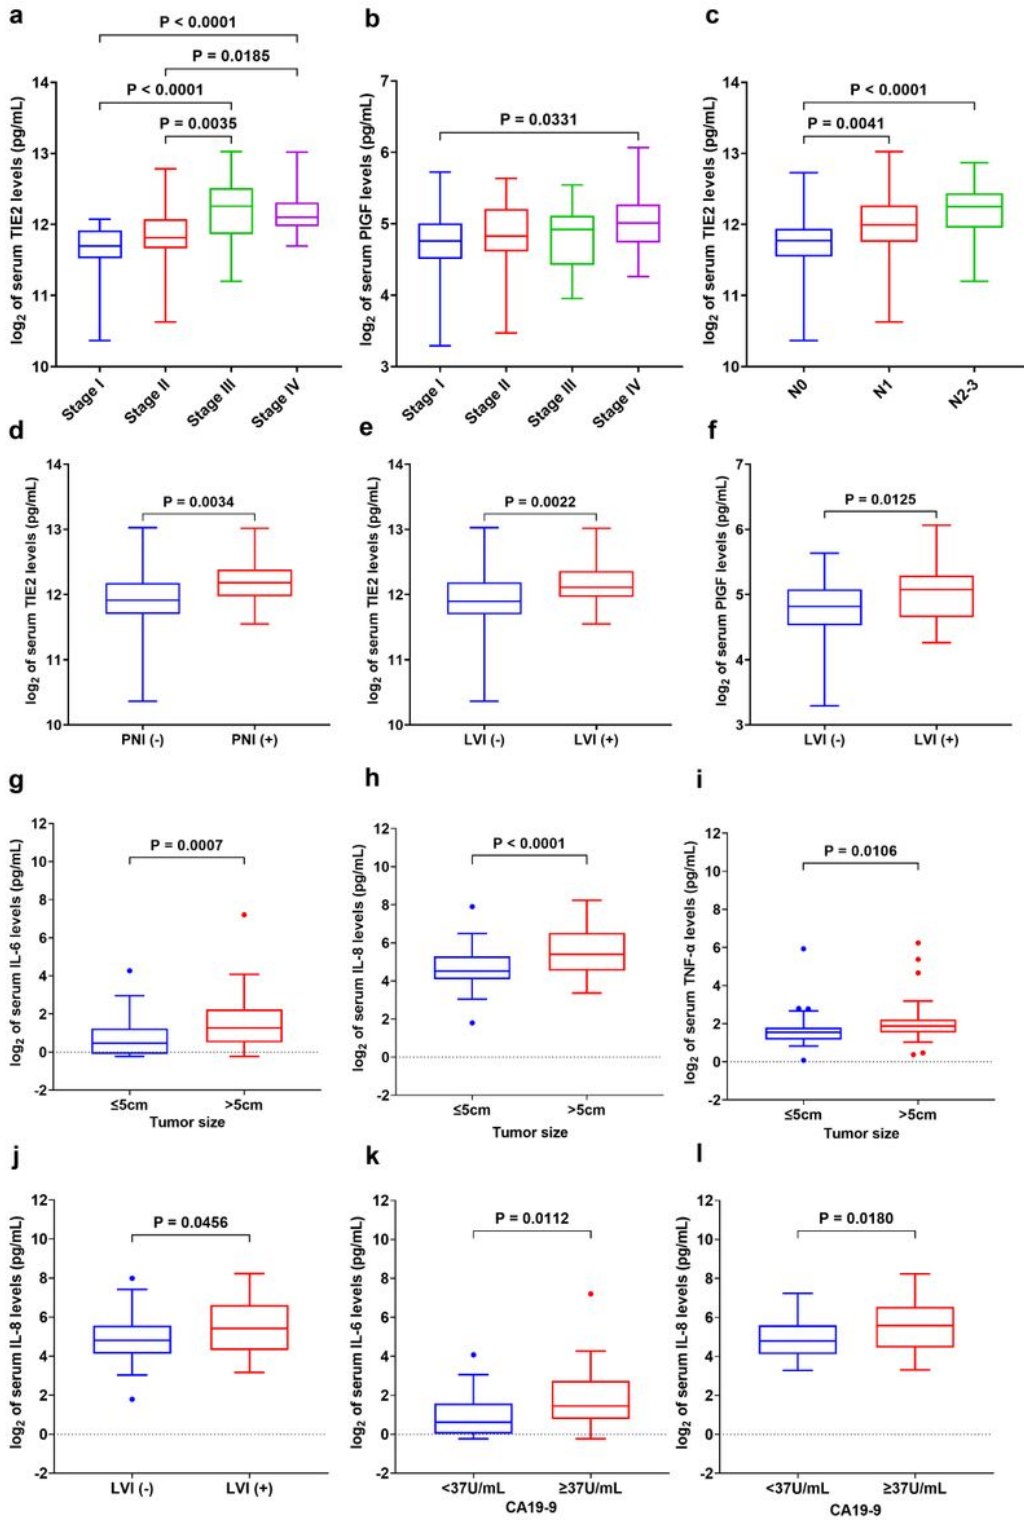 a
P < 0.0001
P = 0.0185
P < 0.0001
P = 0.0035
14
13
12
11
10
log2 of serum TIE2 levels (pg/mL)
Stage I
Stage II
Stage III
Stage IV
b
P = 0.0331
7
6
5
4
3
log2 of serum PIGF levels (pg/mL)
Stage I
Stage II
Stage III
Stage IV
c
P < 0.0001
P = 0.0041
14
13
12
11
10
log2 of serum TIE2 levels (pg/mL)
N0
N1
N2-3
d
P = 0.0034
14
13
12
11
10
log2 of serum TIE2 levels (pg/mL)
PNI (-)
PNI (+)
e
P = 0.0022
14
13
12
11
10
log2 of serum TIE2 levels (pg/mL)
LVI (-)
LVI (+)
f
P = 0.0125
7
6
5
4
3
log2 of serum PIGF levels (pg/mL)
LVI (-)
LVI (+)
g
P = 0.0007
12
10
8
6
4
2
0
-2
log2 of serum IL-6 levels (pg/mL)
≤5cm
>5cm
Tumor size
h
P < 0.0001
12
10
8
6
4
2
0
-2
log2 of serum IL-8 levels (pg/mL)
≤5cm
>5cm
Tumor size
i
P = 0.0106
12
10
8
6
4
2
0
-2
log2 of serum TNF-α levels (pg/mL)
≤5cm
>5cm
Tumor size
j
P = 0.0456
12
10
8
6
4
2
0
-2
log2 of serum IL-8 levels (pg/mL)
LVI (-)
LVI (+)
k
P = 0.0112
12
10
8
6
4
2
0
-2
log2 of serum IL-6 levels (pg/mL)
<37U/mL
≥37U/mL
CA19-9
l
P = 0.0180
12
10
8
6
4
2
0
-2
log2 of serum IL-8 levels (pg/mL)
<37U/mL
≥37U/mL
CA19-9